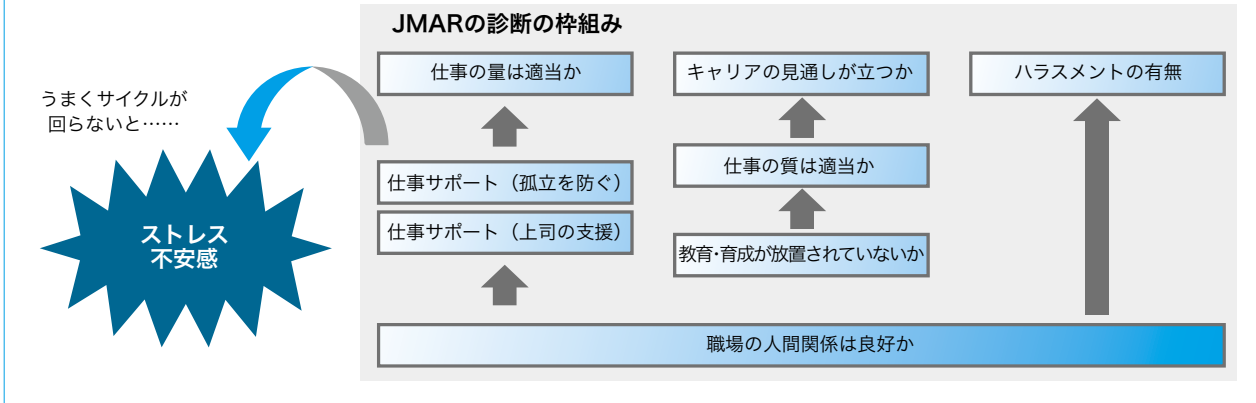 JMARの診断の枠組み
仕事の量は適当か
キャリアの見通しが立つか
ハラスメントの有無
うまくサイクルが
回らないと……
仕事の質は適当か
仕事サポート（孤立を防ぐ）
仕事サポート（上司の支援）
ストレス
不安感
教育・育成が放置されていないか
職場の人間関係は良好か